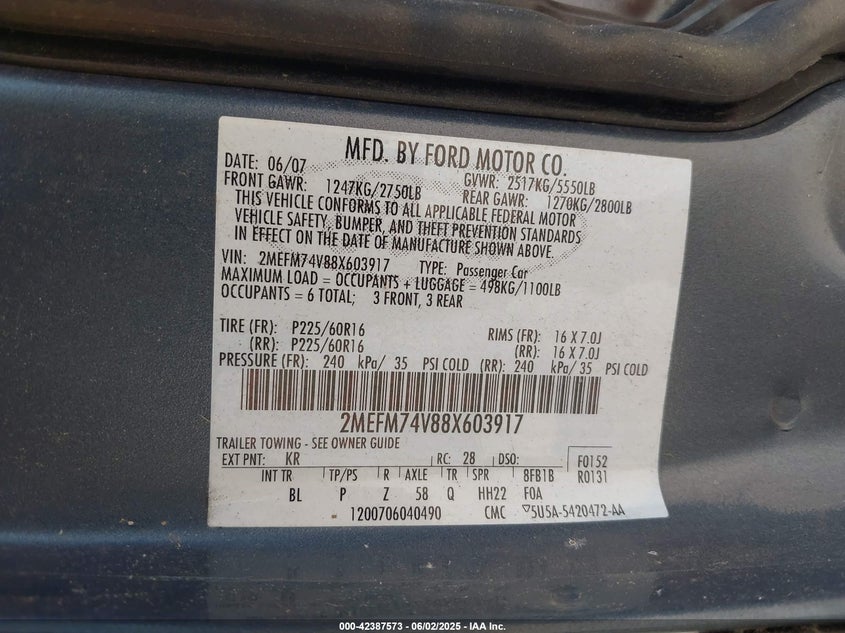 MFD. BY FORD MOTOR CO.
DATE: 06/07 GVWR: 2517KG/5550LB
FRONT GAWR: 1247KG/2750LB REAR GAWR: 1270KG/2800LB
THIS VEHICLE CONFORMS TO ALL APPLICABLE FEDERAL MOTOR
VEHICLE SAFETY, BUMPER, AND THEFT PREVENTION STANDARDS
IN EFFECT ON THE DATE OF MANUFACTURE SHOWN ABOVE.
VIN: 2MEFM74V88X603917 TYPE: Passenger Car
MAXIMUM LOAD = OCCUPANTS + LUGGAGE = 498KG/1100LB
OCCUPANTS = 6 TOTAL; 3 FRONT, 3 REAR
TIRE (FR): P225/60R16 RIMS (FR): 16 X 7.0J
(RR): P225/60R16 (RR): 16 X 7.0J
PRESSURE (FR): 240 kPa/ 35 PSI COLD (RR): 240 kPa/ 35 PSI COLD
2MEFM74V88X603917
TRAILER TOWING - SEE OWNER GUIDE
EXT PNT: KR RC: 28 DSO: F0152
INT TR TP/PS R AXLE TR SPR 8FB1B R0131
BL P Z 58 Q HH22 F0A
1200706040490 CMC ▽5U5A-5420472-AA
000-42387573 - 06/02/2025 - IAA Inc.